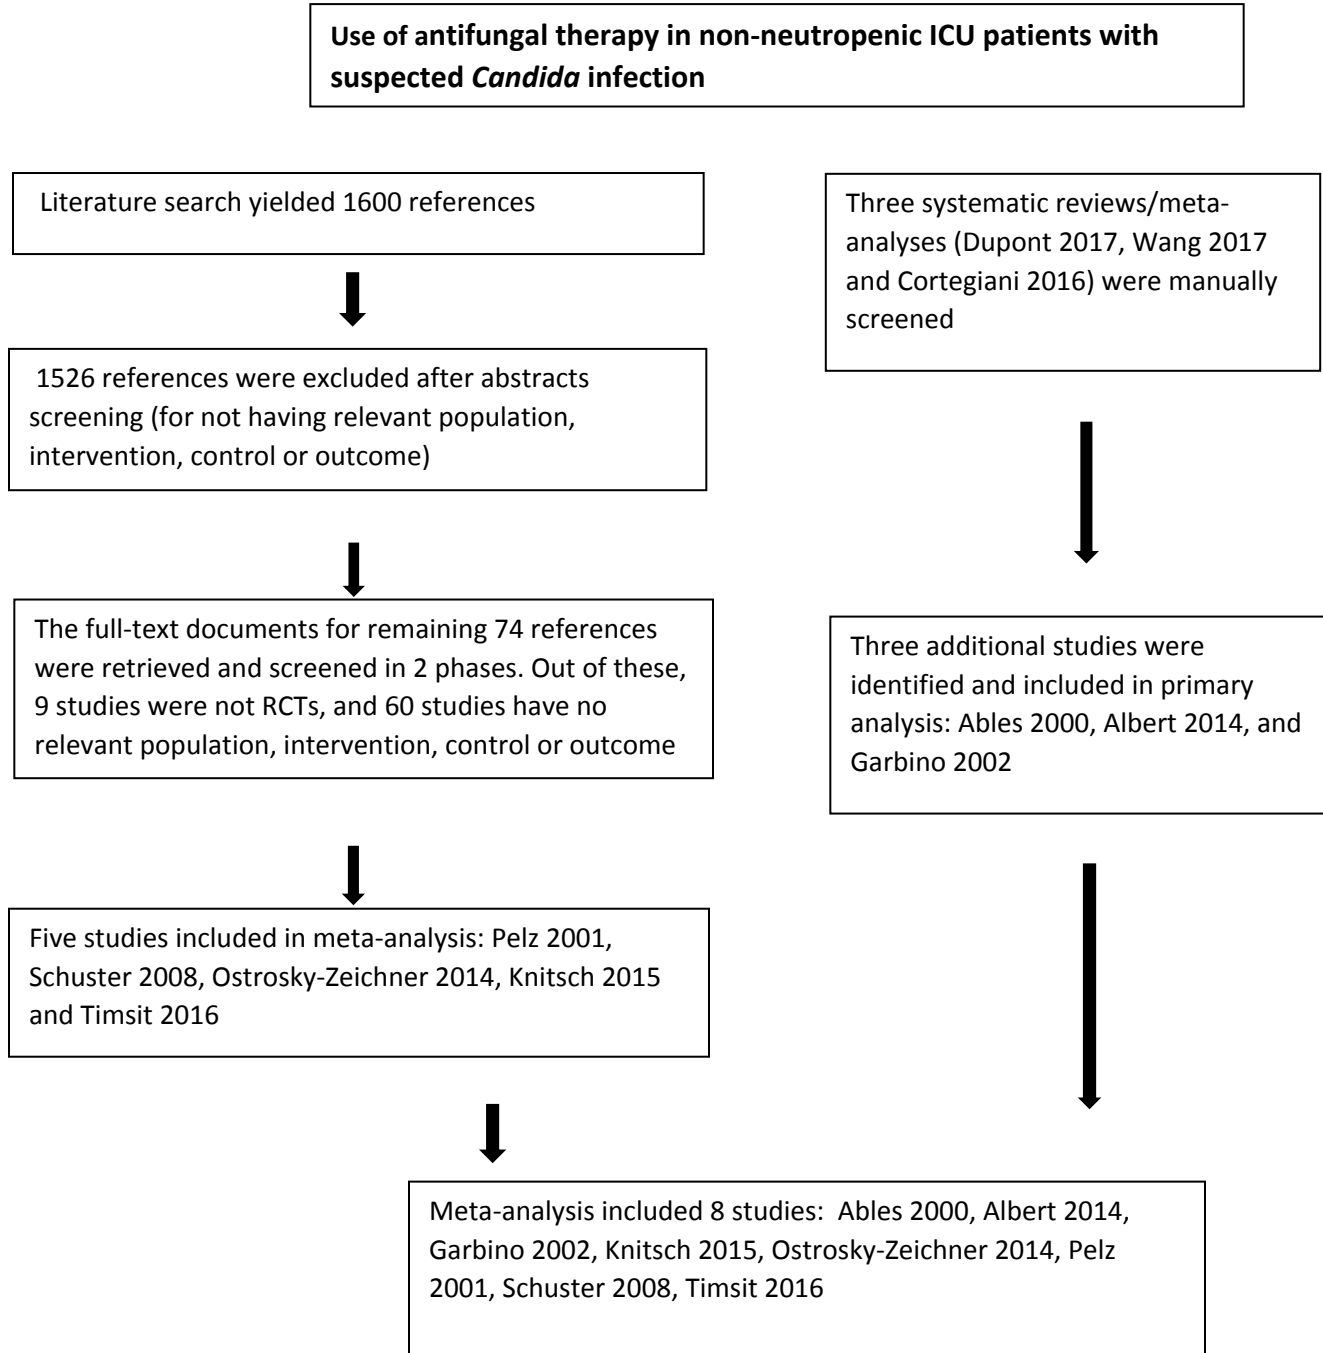 Use of antifungal therapy in non-neutropenic ICU patients with
suspected Candida infection
Literature search yielded 1600 references
1526 references were excluded after abstracts
screening (for not having relevant population,
intervention, control or outcome)
The full-text documents for remaining 74 references
were retrieved and screened in 2 phases. Out of these,
9 studies were not RCTs, and 60 studies have no
relevant population, intervention, control or outcome
Five studies included in meta-analysis: Pelz 2001,
Schuster 2008, Ostrosky-Zeichner 2014, Knitsch 2015
and Timsit 2016
Three systematic reviews/meta-
analyses (Dupont 2017, Wang 2017
and Cortegiani 2016) were manually
screened
Three additional studies were
identified and included in primary
analysis: Ables 2000, Albert 2014, and
Garbino 2002
Meta-analysis included 8 studies:  Ables 2000, Albert 2014,
Garbino 2002, Knitsch 2015, Ostrosky-Zeichner 2014, Pelz
2001, Schuster 2008, Timsit 2016